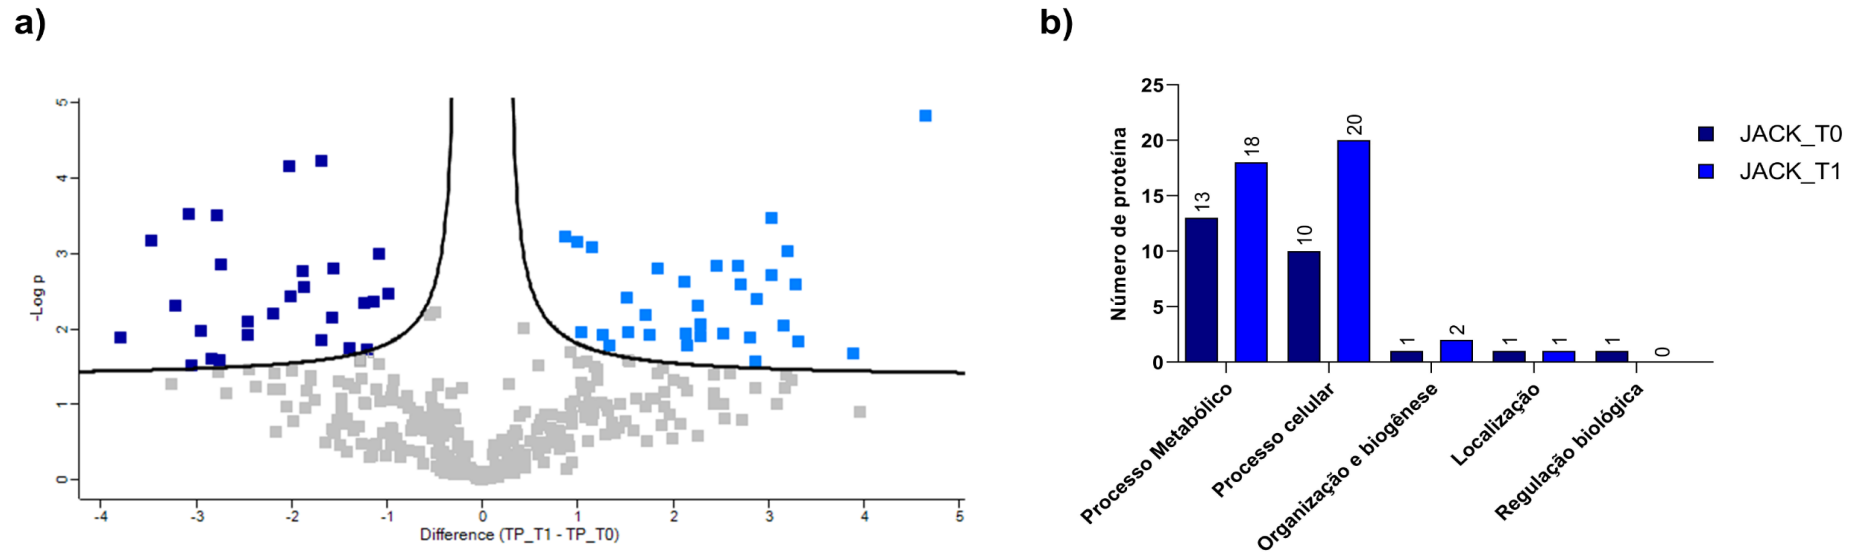 a)
5
4
3
2
1
0
-Log p
-4 -3 -2 -1 0 1 2 3 4 5
Difference (TP_T1 - TP_T0)
b)
Número de proteína
25
20
15
10
5
0
13 18 10 20 1 2 1 1 1 0
Processo Metabólico
Processo celular
Organização e biogênese
Localização
Regulação biológica
JACK_T0
JACK_T1